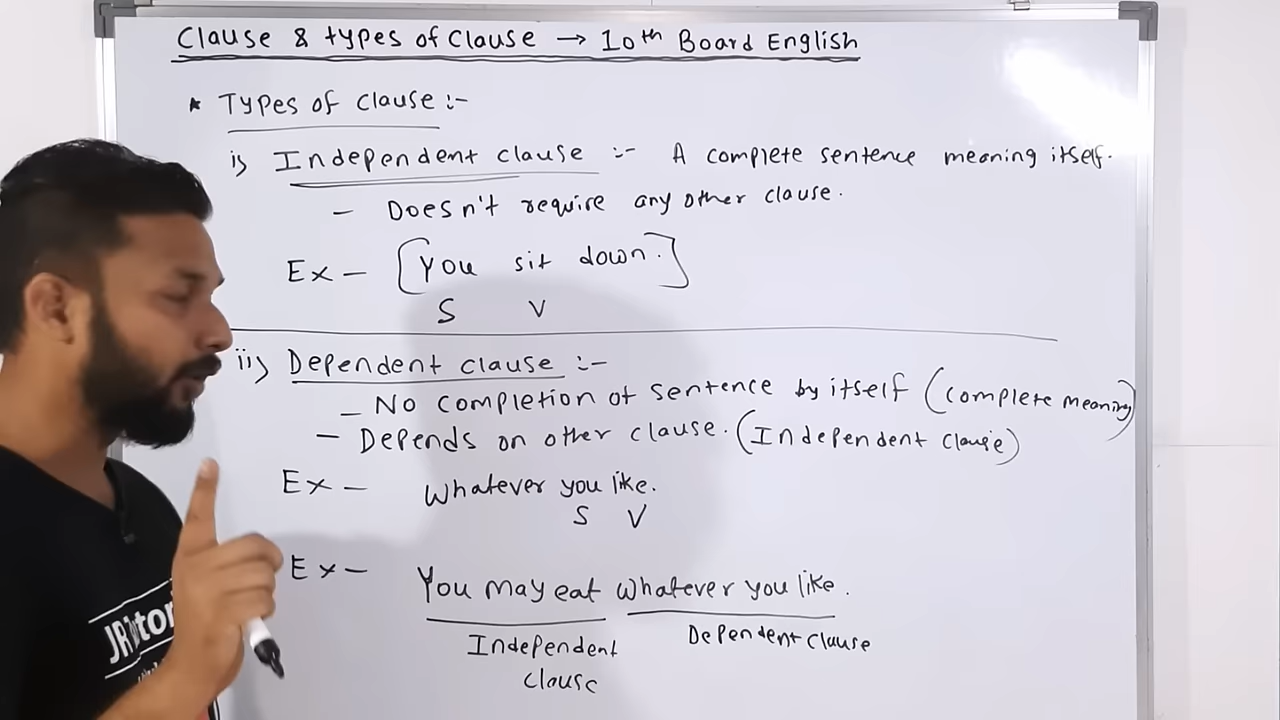 Clause & types of Clause → 10th Board English
* Types of clause :-
i) Independent clause :- A complete sentence meaning itself.
- Doesn't require any other clause.
Ex - [You sit down.]
S V
ii) Dependent clause :-
- No completion of sentence by itself (complete meaning)
- Depends on other clause. (Independent clause)
Ex - Whatever you like.
S V
Ex - You may eat whatever you like.
Independent clause
Dependent clause